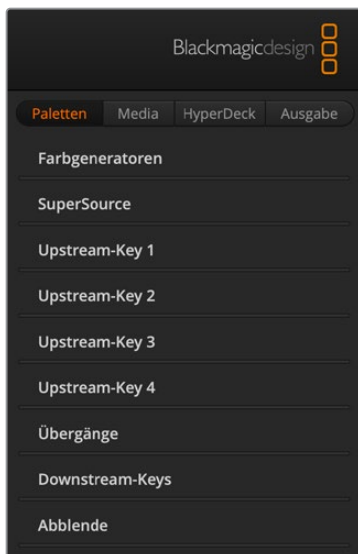 Blackmagicdesign
Paletten Media HyperDeck Ausgabe
Farbgeneratoren
SuperSource
Upstream-Key 1
Upstream-Key 2
Upstream-Key 3
Upstream-Key 4
Übergänge
Downstream-Keys
Abblende